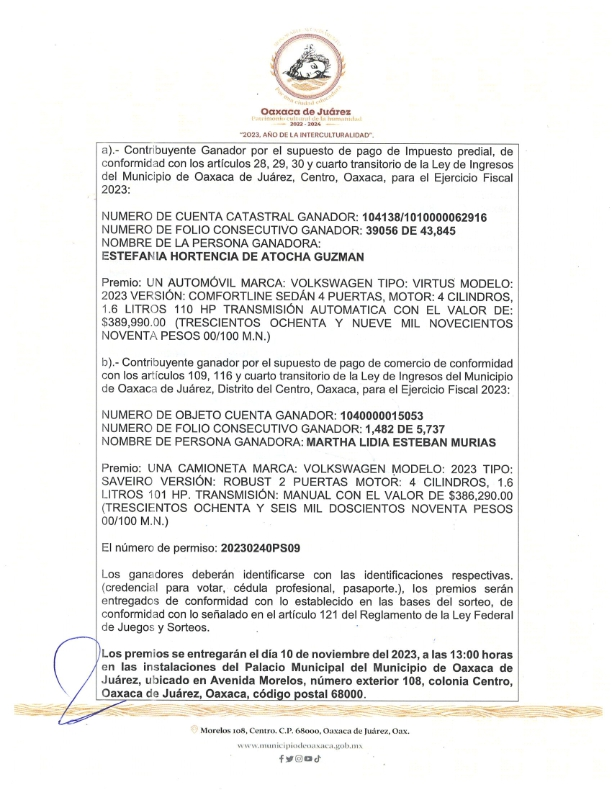 Oaxaca de Juárez
Patrimonio cultural de la humanidad
2022 - 2024
"2023, AÑO DE LA INTERCULTURALIDAD".
a).- Contribuyente Ganador por el supuesto de pago de Impuesto predial, de
conformidad con los artículos 28, 29, 30 y cuarto transitorio de la Ley de Ingresos
del Municipio de Oaxaca de Juárez, Centro, Oaxaca, para el Ejercicio Fiscal
2023:
NUMERO DE CUENTA CATASTRAL GANADOR: 104138/1010000062916
NUMERO DE FOLIO CONSECUTIVO GANADOR: 39056 DE 43,845
NOMBRE DE LA PERSONA GANADORA:
ESTEFANIA HORTENCIA DE ATOCHA GUZMAN
Premio: UN AUTOMÓVIL MARCA: VOLKSWAGEN TIPO: VIRTUS MODELO:
2023 VERSIÓN: COMFORTLINE SEDÁN 4 PUERTAS, MOTOR: 4 CILINDROS,
1.6 LITROS 110 HP TRANSMISIÓN AUTOMATICA CON EL VALOR DE:
$389,990.00 (TRESCIENTOS OCHENTA Y NUEVE MIL NOVECIENTOS
NOVENTA PESOS 00/100 M.N.)
b).- Contribuyente ganador por el supuesto de pago de comercio de conformidad
con los artículos 109, 116 y cuarto transitorio de la Ley de Ingresos del Municipio
de Oaxaca de Juárez, Distrito del Centro, Oaxaca, para el Ejercicio Fiscal 2023:
NUMERO DE OBJETO CUENTA GANADOR: 1040000015053
NUMERO DE FOLIO CONSECUTIVO GANADOR: 1,482 DE 5,737
NOMBRE DE PERSONA GANADORA: MARTHA LIDIA ESTEBAN MURIAS
Premio: UNA CAMIONETA MARCA: VOLKSWAGEN MODELO: 2023 TIPO:
SAVEIRO VERSIÓN: ROBUST 2 PUERTAS MOTOR: 4 CILINDROS, 1.6
LITROS 101 HP. TRANSMISIÓN: MANUAL CON EL VALOR DE $386,290.00
(TRESCIENTOS OCHENTA Y SEIS MIL DOSCIENTOS NOVENTA PESOS
00/100 M.N.)
El número de permiso: 20230240PS09
Los ganadores deberán identificarse con las identificaciones respectivas.
(credencial para votar, cédula profesional, pasaporte.), los premios serán
entregados de conformidad con lo establecido en las bases del sorteo, de
conformidad con lo señalado en el artículo 121 del Reglamento de la Ley Federal
de Juegos y Sorteos.
Los premios se entregarán el día 10 de noviembre del 2023, a las 13:00 horas
en las instalaciones del Palacio Municipal del Municipio de Oaxaca de
Juárez, ubicado en Avenida Morelos, número exterior 108, colonia Centro,
Oaxaca de Juárez, Oaxaca, código postal 68000.
Morelos 108, Centro. C.P. 68000, Oaxaca de Juárez, Oax.
www.municipiodeoaxaca.gob.mx